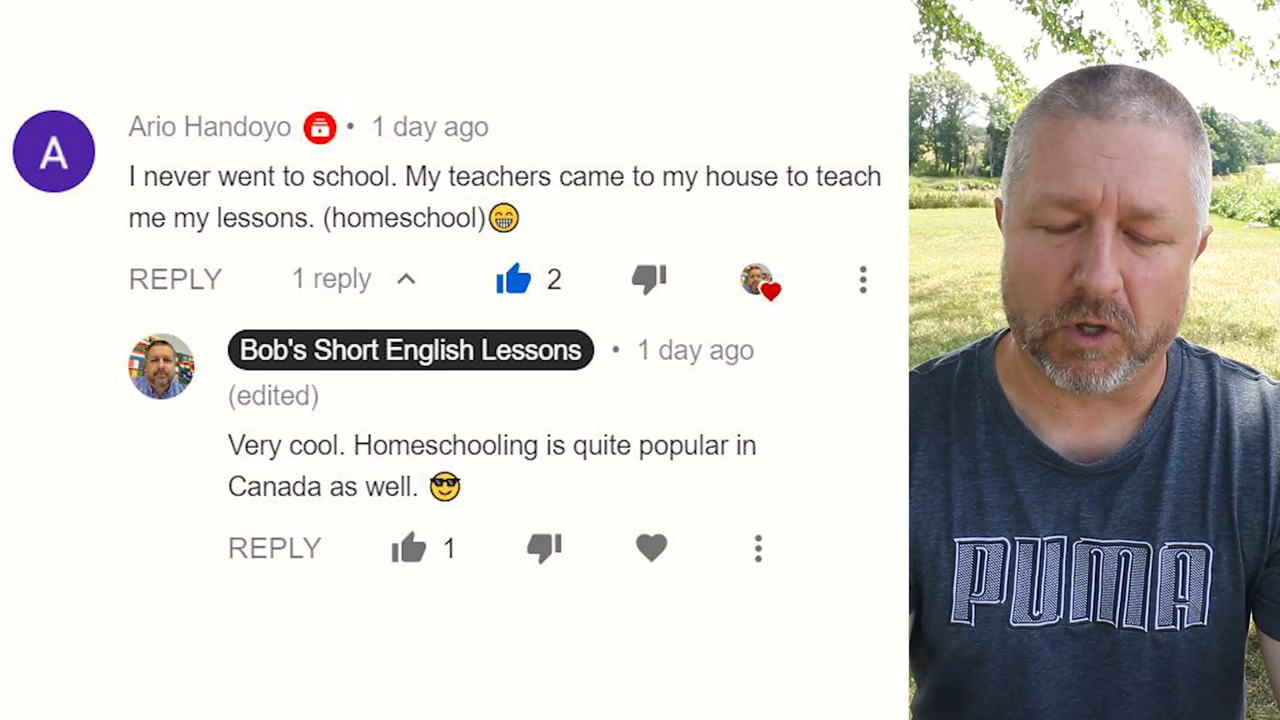 A
Ario Handoyo • 1 day ago
I never went to school. My teachers came to my house to teach
me my lessons. (homeschool)😁
REPLY 1 reply 2
Bob's Short English Lessons • 1 day ago
(edited)
Very cool. Homeschooling is quite popular in
Canada as well. 😎
REPLY 1
PUMA